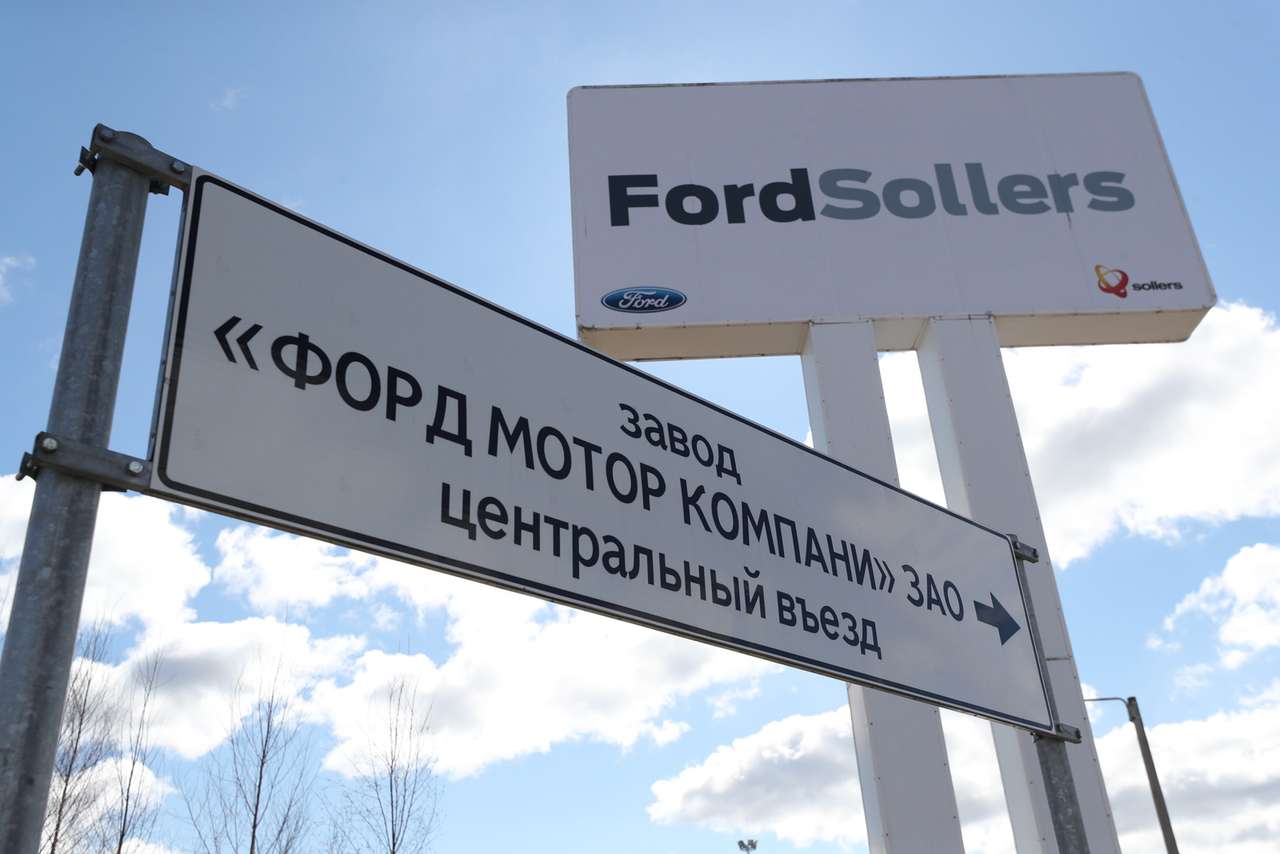 FordSollers
Ford
sollers
завод
«ФОРД МОТОР КОМПАНИ» ЗАО
центральный въезд